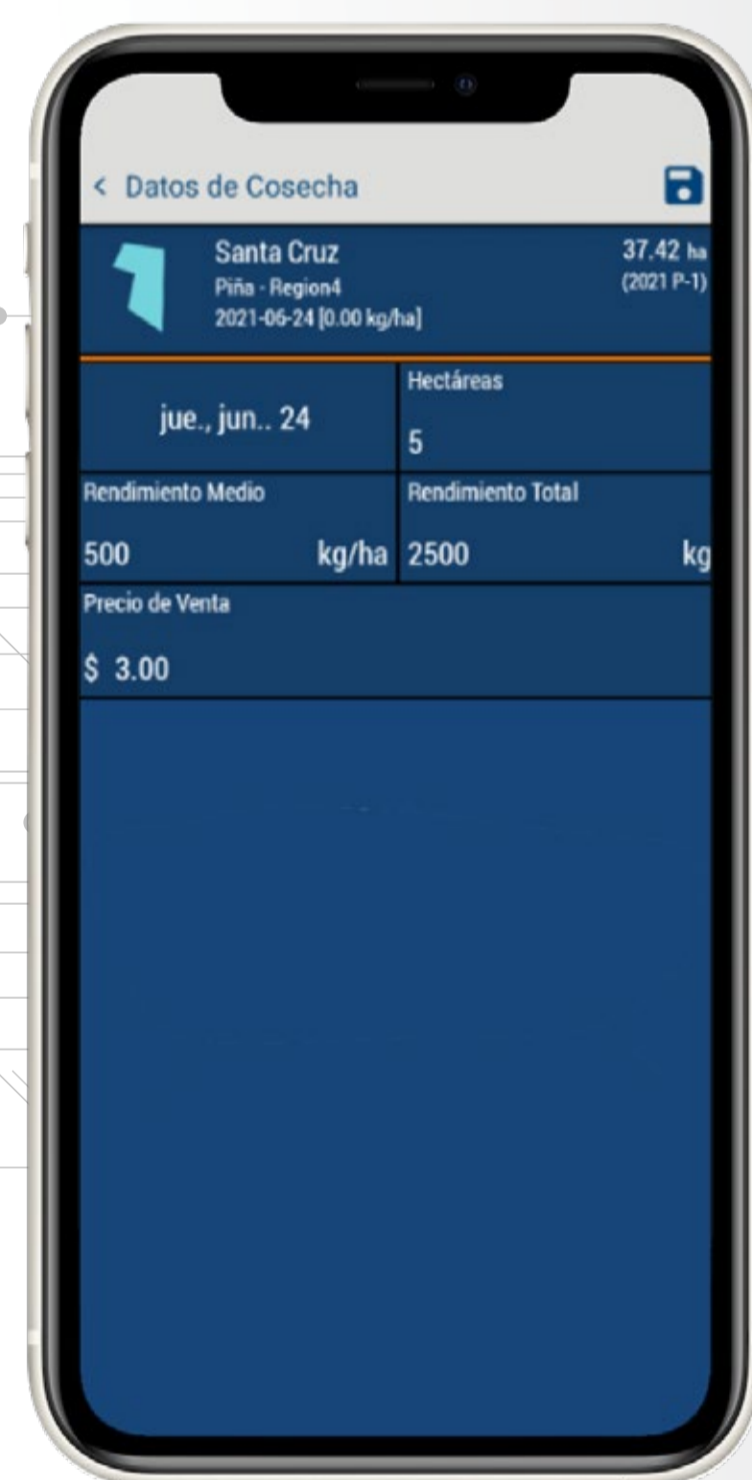 < Datos de Cosecha
Santa Cruz
37.42 ha
Piña - Region4
(2021 P-1)
2021-06-24 [0.00 kg/ha]
jue., jun.. 24
Hectáreas
5
Rendimiento Medio
500 kg/ha
Rendimiento Total
2500 kg
Precio de Venta
$ 3.00